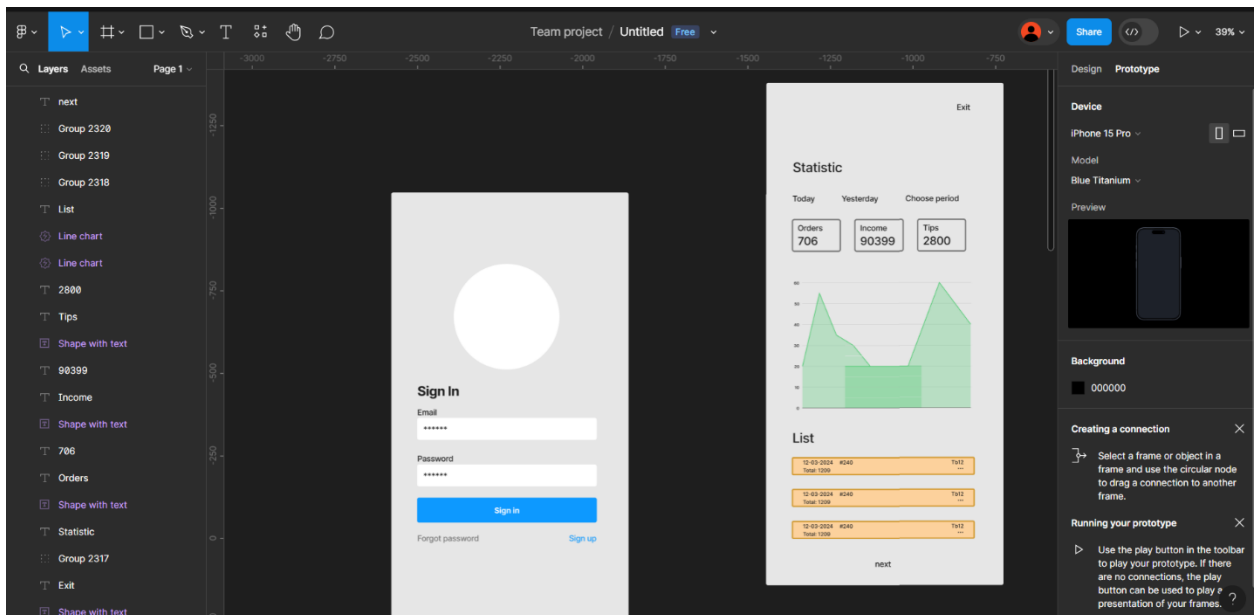 Team project / Untitled Free
Share
39%
Layers Assets Page 1
next
Group 2320
Group 2319
Group 2318
List
Line chart
Line chart
2800
Tips
Shape with text
90399
Income
Shape with text
706
Orders
Shape with text
Statistic
Group 2317
Exit
Shape with text
-3000 -2750 -2500 -2250 -2000 -1750 -1500 -1250 -1000 -750
-1250
-1000
-750
-500
-250
0
Sign In
Email
******
Password
******
Sign in
Forgot password Sign up
Exit
Statistic
Today Yesterday Choose period
Orders Income Tips
706 90399 2800
60
50
40
30
20
10
0
List
12-03-2024 #240 Ts12
Total: 1209 ...
12-03-2024 #240 Ts12
Total: 1209 ...
12-03-2024 #240 Ts12
Total: 1209 ...
next
Design Prototype
Device
iPhone 15 Pro
Model
Blue Titanium
Preview
Background
000000
Creating a connection
Select a frame or object in a
frame and use the circular node
to drag a connection to another
frame.
Running your prototype
Use the play button in the toolbar
to play your prototype. If there
are no connections, the play
button can be used to play a
presentation of your frames.
?